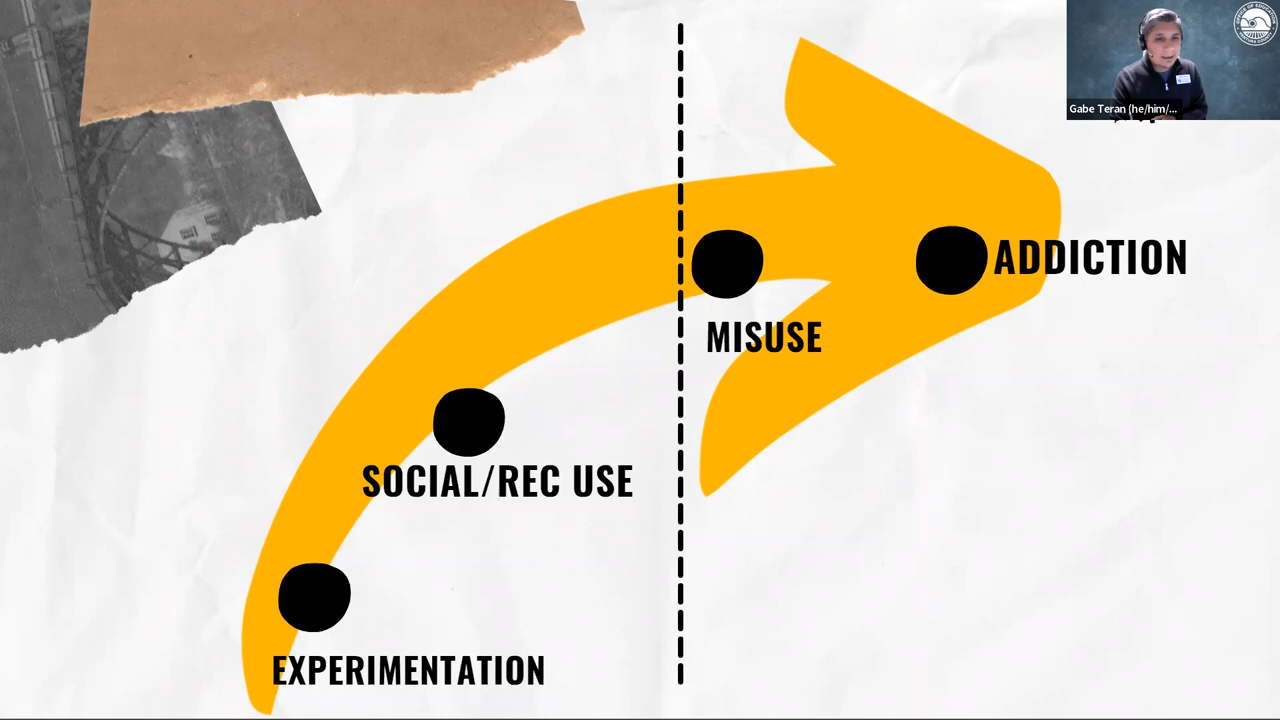 Gabe Teran (he/him/...
ADDICTION
MISUSE
SOCIAL/REC USE
EXPERIMENTATION